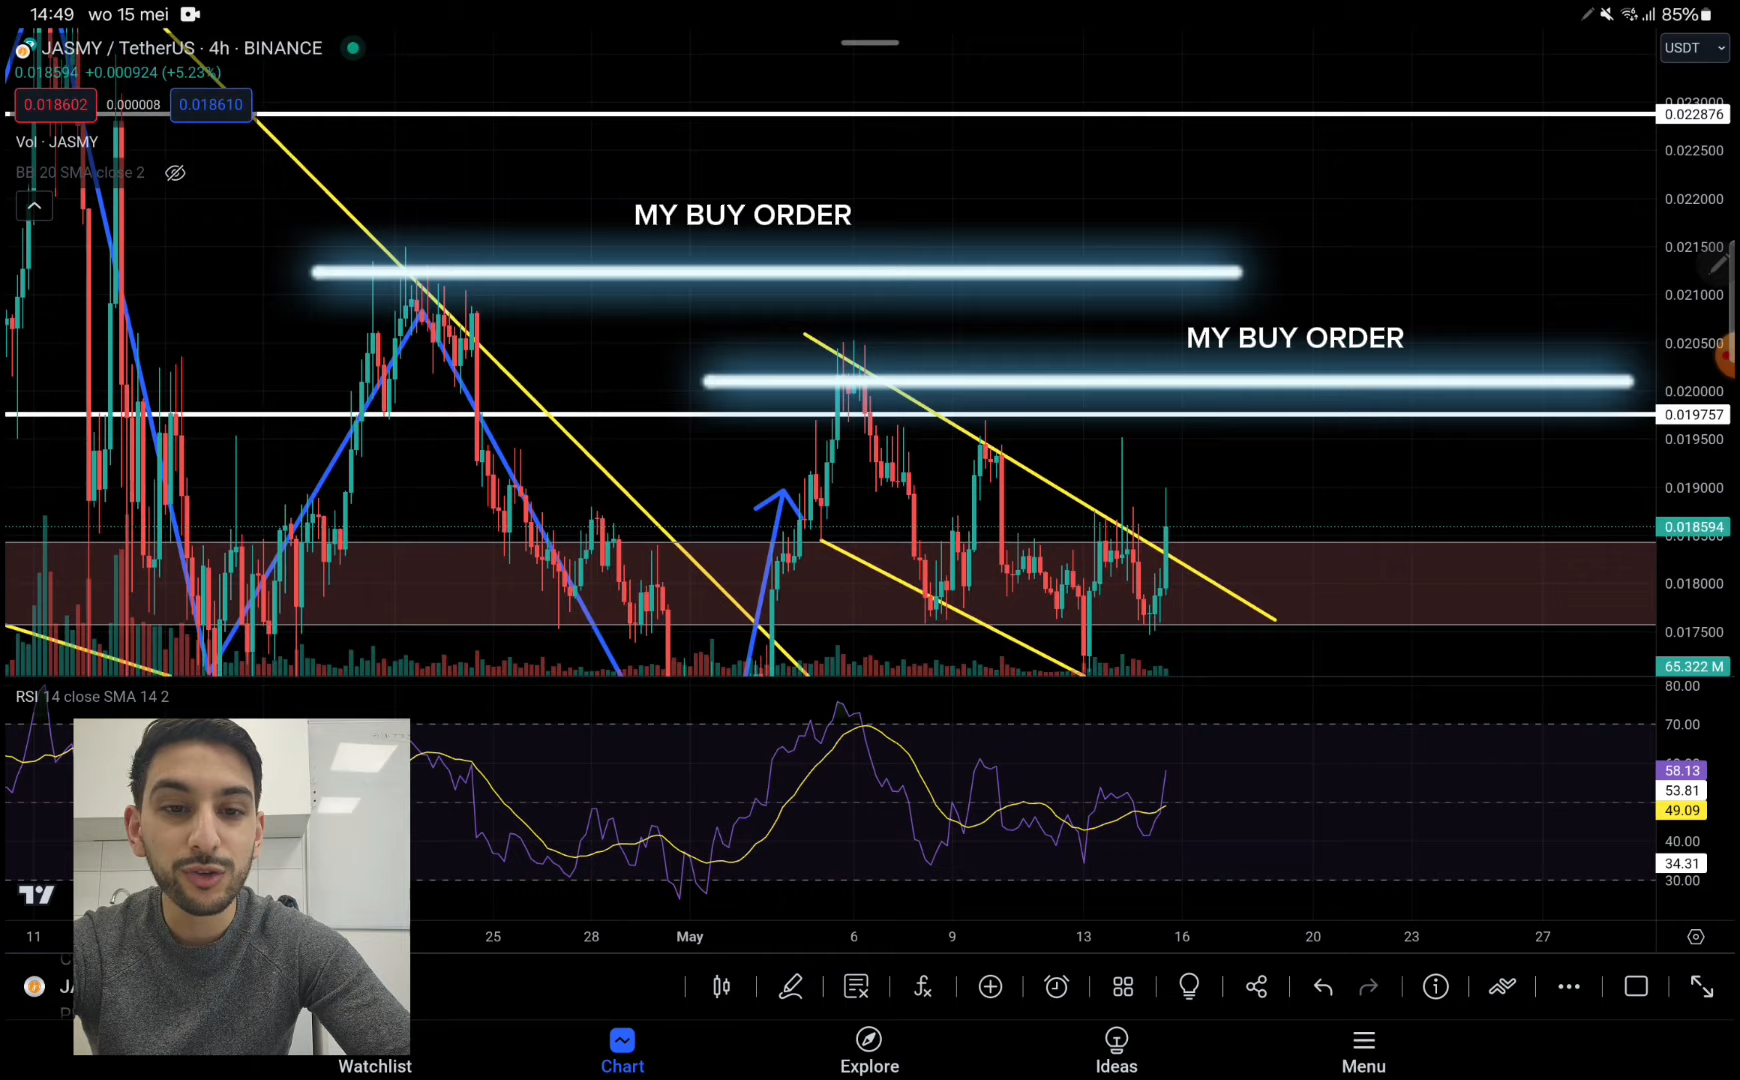 14:49 wo 15 mei
85%
JASMY / TetherUS · 4h · BINANCE
USDT
0.018594 +0.000924 (+5.23%)
0.018602 0.000008 0.018610
Vol · JASMY
BB 20 SMA close 2
MY BUY ORDER
MY BUY ORDER
0.023000
0.022876
0.022500
0.022000
0.021500
0.021000
0.020500
0.020000
0.019757
0.019500
0.019000
0.018594
0.018500
0.018000
0.017500
65.322 M
RSI 14 close SMA 14 2
80.00
70.00
58.13
53.81
49.09
40.00
34.31
30.00
11 25 28 May 6 9 13 16 20 23 27
Watchlist Chart Explore Ideas Menu